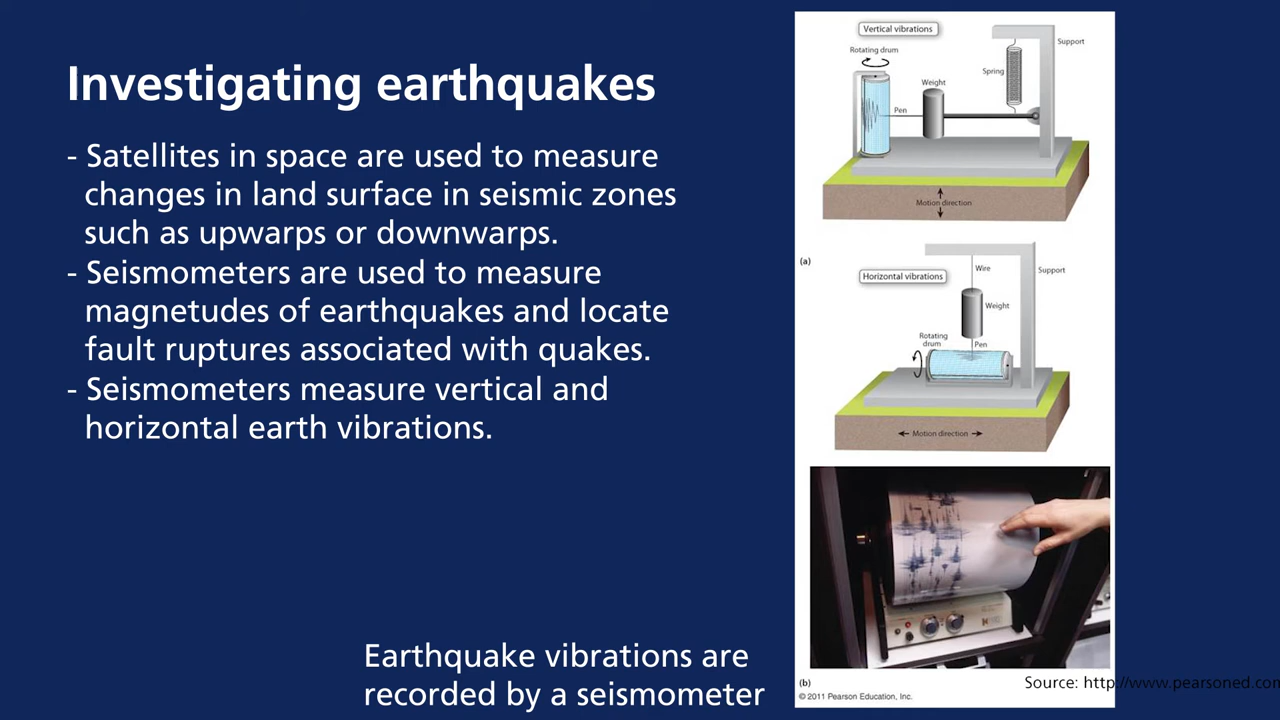 Investigating earthquakes
- Satellites in space are used to measure
changes in land surface in seismic zones
such as upwarps or downwarps.
- Seismometers are used to measure
magnetudes of earthquakes and locate
fault ruptures associated with quakes.
- Seismometers measure vertical and
horizontal earth vibrations.
Earthquake vibrations are
recorded by a seismometer
Vertical vibrations
Rotating drum
Support
Spring
Weight
Pen
Motion direction
(a)
Horizontal vibrations
Wire
Support
Weight
Rotating
drum
Pen
Motion direction
(b)
© 2011 Pearson Education, Inc.
Source: http://www.pearsoned.com